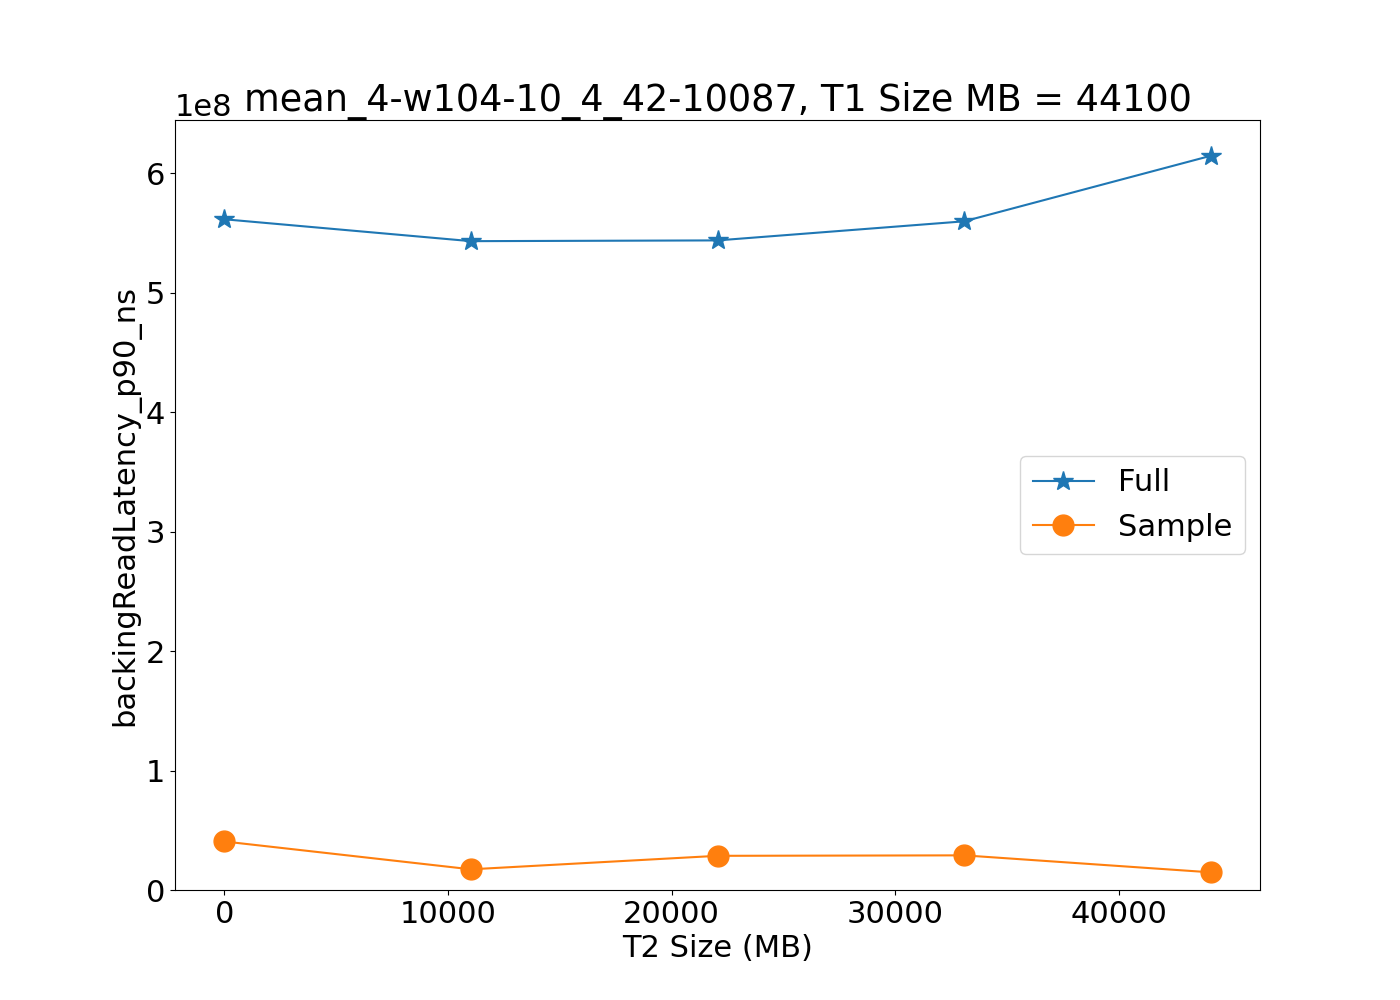 1e8
mean_4-w104-10_4_42-10087, T1 Size MB = 44100
6
5
4
3
2
1
0
backingReadLatency_p90_ns
Full
Sample
0
10000
20000
30000
40000
T2 Size (MB)